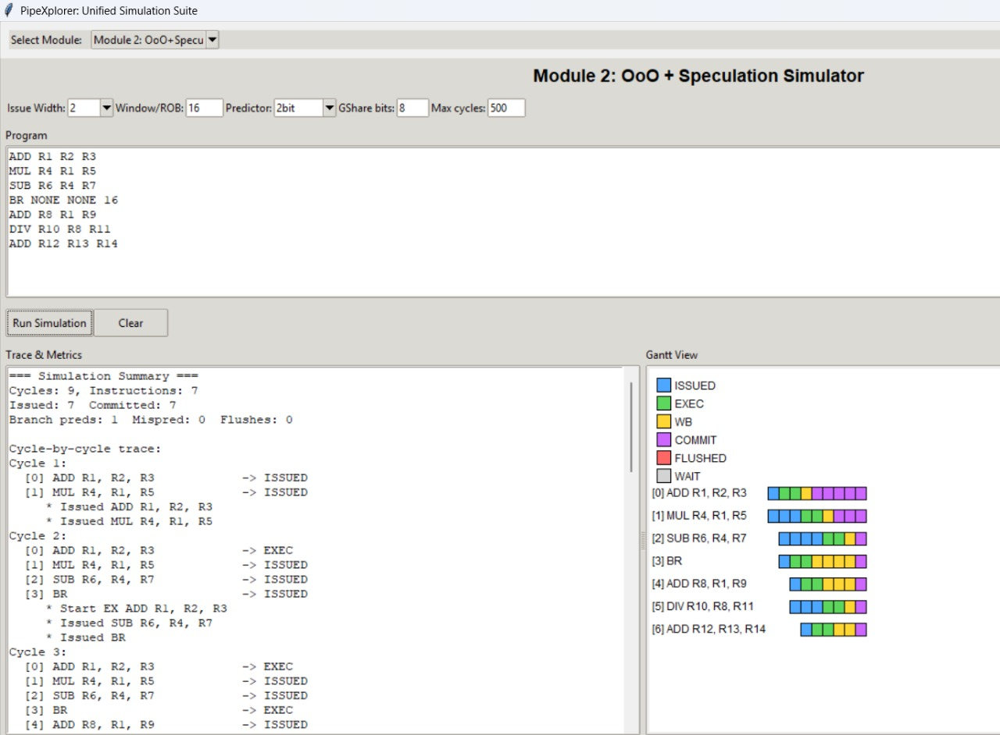 PipeXplorer: Unified Simulation Suite
Select Module: Module 2: OoO+Specu
Module 2: OoO + Speculation Simulator
Issue Width: 2 Window/ROB: 16 Predictor: 2bit GShare bits: 8 Max cycles: 500
Program
ADD R1 R2 R3
MUL R4 R1 R5
SUB R6 R4 R7
BR NONE NONE 16
ADD R8 R1 R9
DIV R10 R8 R11
ADD R12 R13 R14
Run Simulation Clear
Trace & Metrics
=== Simulation Summary ===
Cycles: 9, Instructions: 7
Issued: 7 Committed: 7
Branch preds: 1 Mispred: 0 Flushes: 0
Cycle-by-cycle trace:
Cycle 1:
[0] ADD R1, R2, R3 -> ISSUED
[1] MUL R4, R1, R5 -> ISSUED
* Issued ADD R1, R2, R3
* Issued MUL R4, R1, R5
Cycle 2:
[0] ADD R1, R2, R3 -> EXEC
[1] MUL R4, R1, R5 -> ISSUED
[2] SUB R6, R4, R7 -> ISSUED
[3] BR -> ISSUED
* Start EX ADD R1, R2, R3
* Issued SUB R6, R4, R7
* Issued BR
Cycle 3:
[0] ADD R1, R2, R3 -> EXEC
[1] MUL R4, R1, R5 -> ISSUED
[2] SUB R6, R4, R7 -> ISSUED
[3] BR -> EXEC
[4] ADD R8, R1, R9 -> ISSUED
Gantt View
ISSUED
EXEC
WB
COMMIT
FLUSHED
WAIT
[0] ADD R1, R2, R3
[1] MUL R4, R1, R5
[2] SUB R6, R4, R7
[3] BR
[4] ADD R8, R1, R9
[5] DIV R10, R8, R11
[6] ADD R12, R13, R14